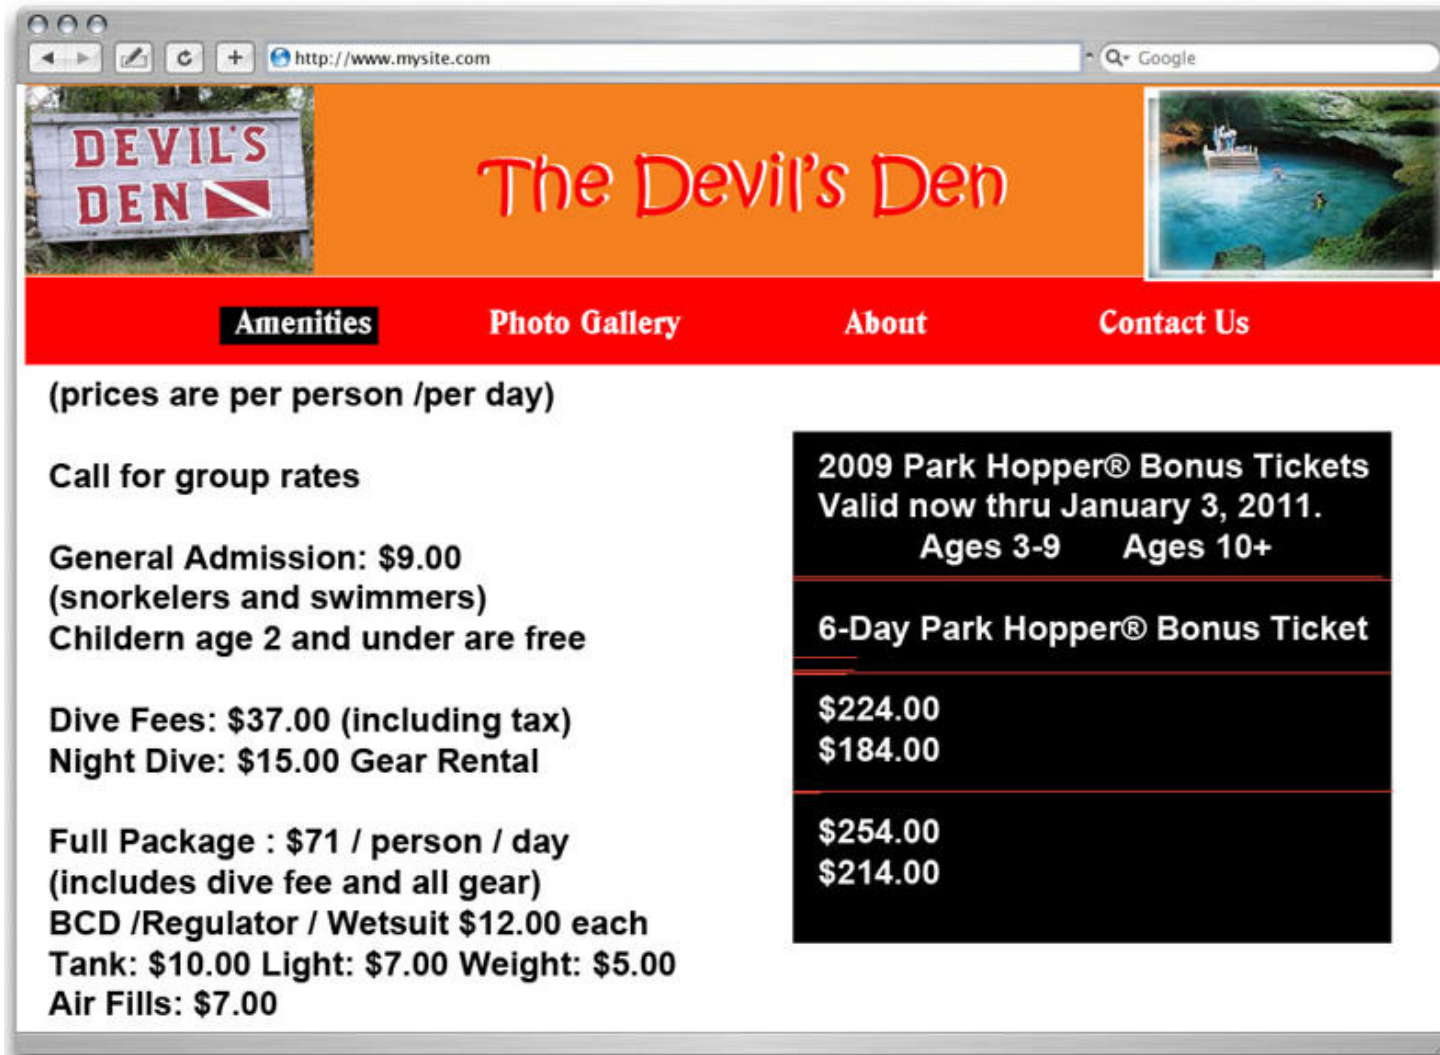 http://www.mysite.com
Google
DEVIL'S
DEN
The Devil's Den
Amenities
Photo Gallery
About
Contact Us
(prices are per person /per day)
Call for group rates
General Admission: $9.00
(snorkelers and swimmers)
Childern age 2 and under are free
Dive Fees: $37.00 (including tax)
Night Dive: $15.00 Gear Rental
Full Package : $71 / person / day
(includes dive fee and all gear)
BCD /Regulator / Wetsuit $12.00 each
Tank: $10.00 Light: $7.00 Weight: $5.00
Air Fills: $7.00
2009 Park Hopper® Bonus Tickets
Valid now thru January 3, 2011.
Ages 3-9 Ages 10+
6-Day Park Hopper® Bonus Ticket
$224.00
$184.00
$254.00
$214.00